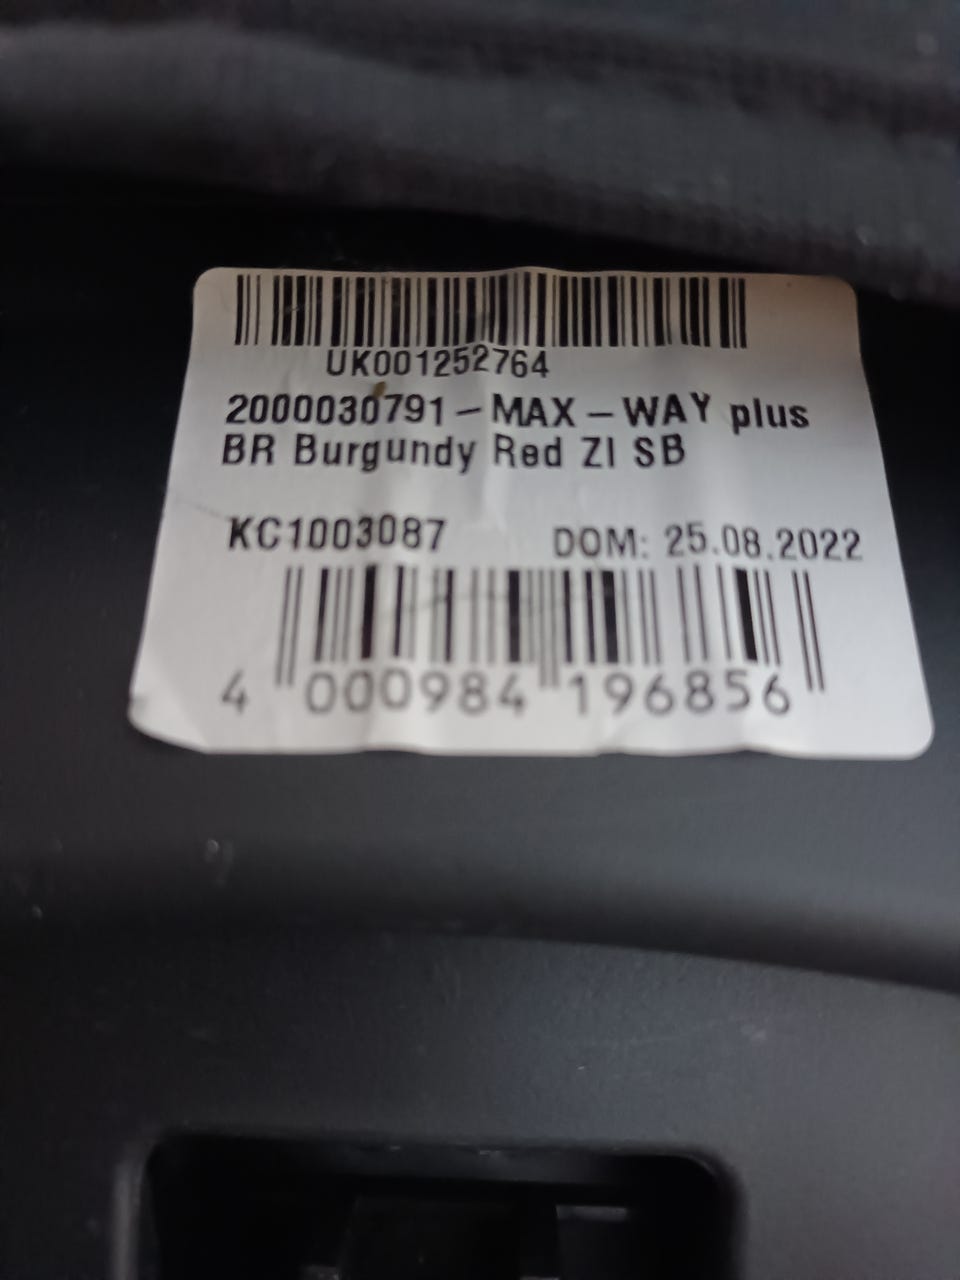 UK001252764
2000030791-MAX-WAY plus
BR Burgundy Red ZI SB
KC1003087 DOM: 25.08.2022
4 000984 196856